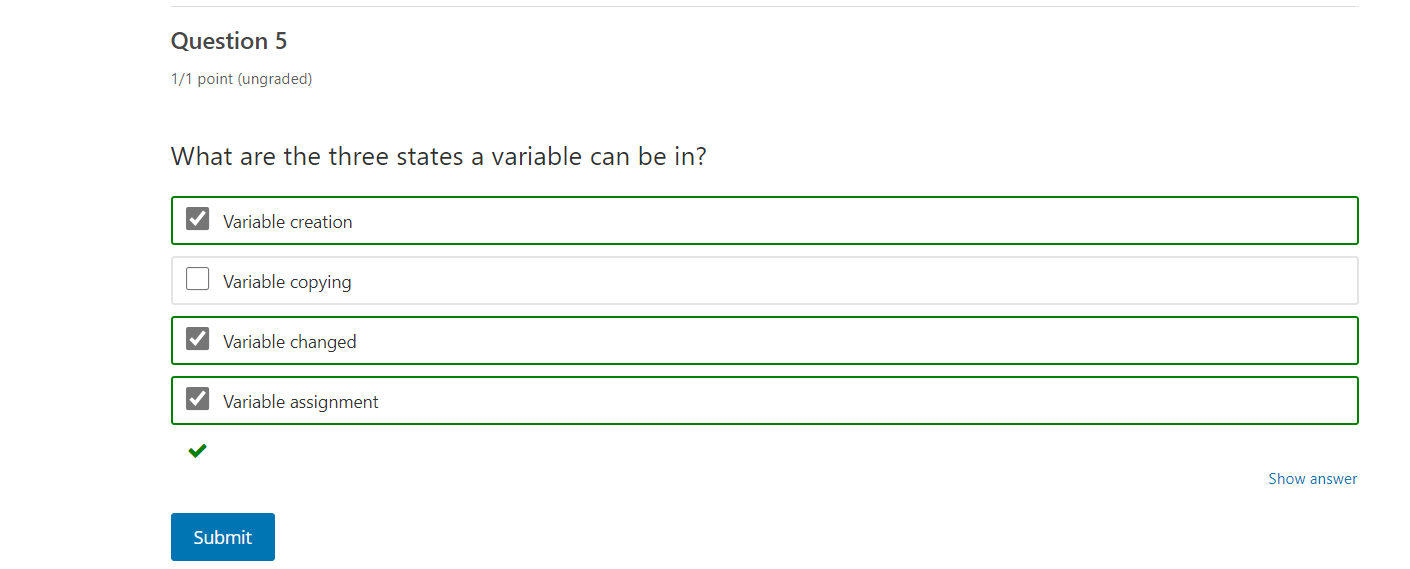 Question 5
1/1 point (ungraded)
What are the three states a variable can be in?
Variable creation
Variable copying
Variable changed
Variable assignment
Show answer
Submit